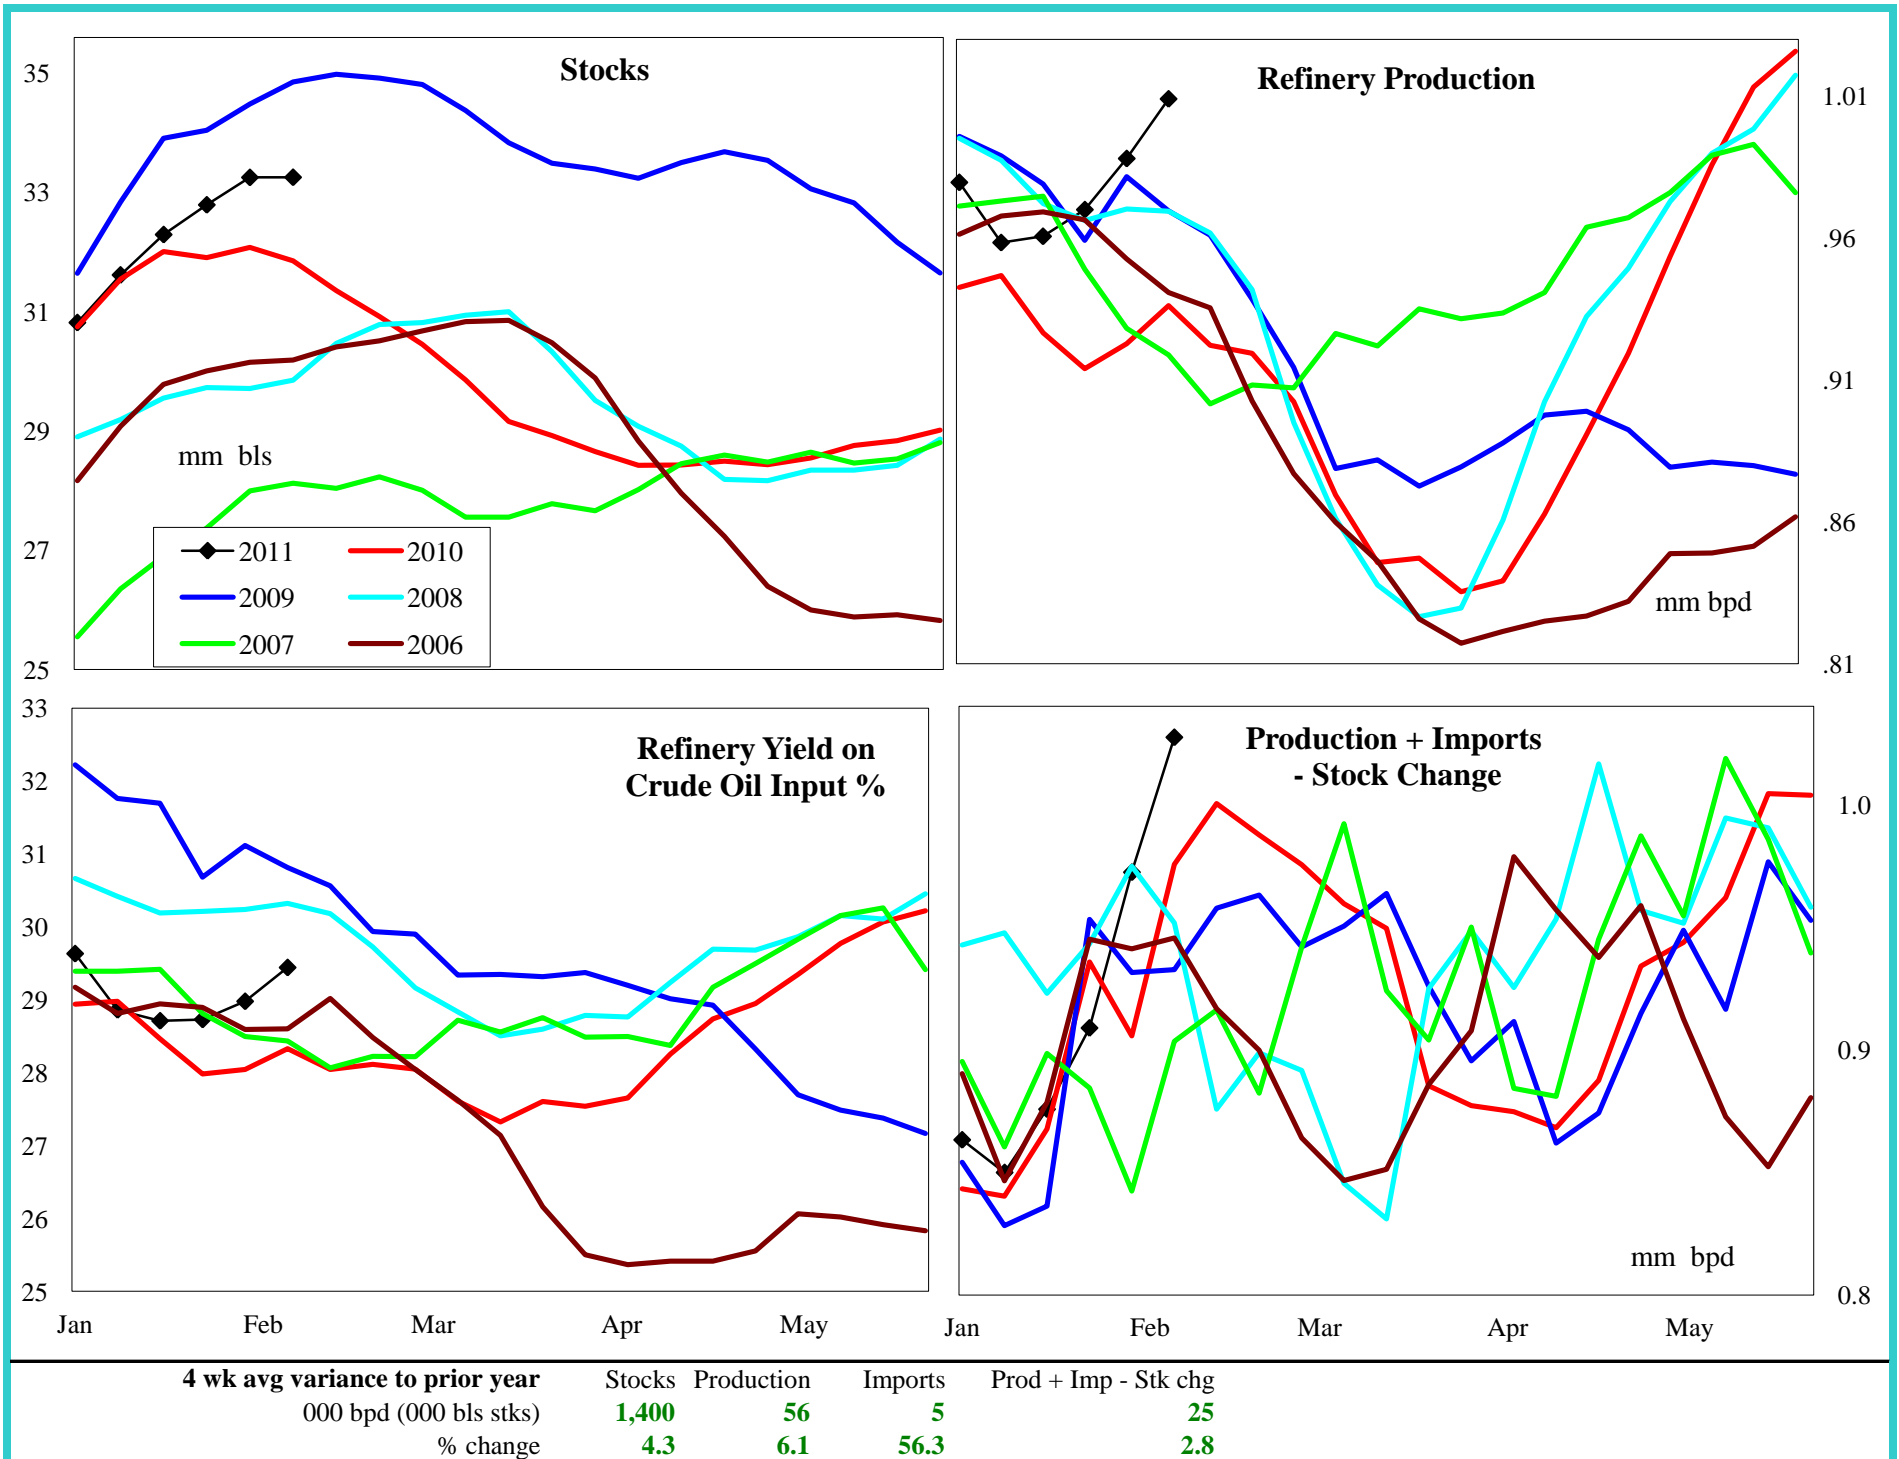 Stocks
35
33
31
29
27
25
mm bls
2011
2010
2009
2008
2007
2006
Refinery Production
1.01
.96
.91
.86
.81
mm bpd
Refinery Yield on
Crude Oil Input %
33
32
31
30
29
28
27
26
25
Jan Feb Mar Apr May
Production + Imports
- Stock Change
1.0
0.9
0.8
mm bpd
Jan Feb Mar Apr May
4 wk avg variance to prior year Stocks Production Imports Prod + Imp - Stk chg
000 bpd (000 bls stks) 1,400 56 5 25
% change 4.3 6.1 56.3 2.8